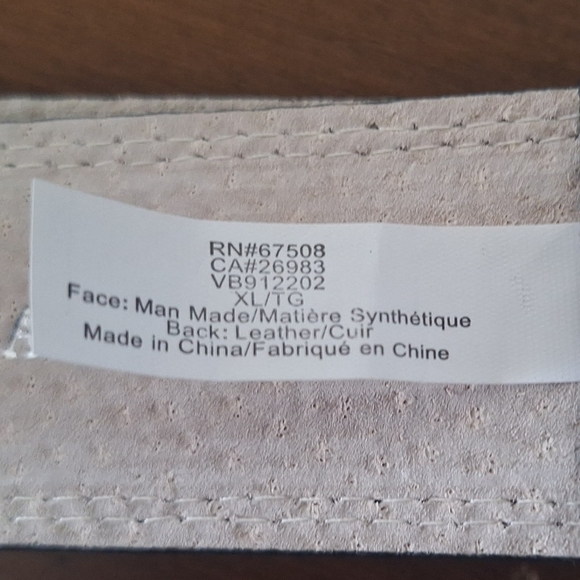 RN#67508
CA#26983
VB912202
XL/TG
Face: Man Made/Matière Synthétique
Back: Leather/Cuir
Made in China/Fabriqué en Chine